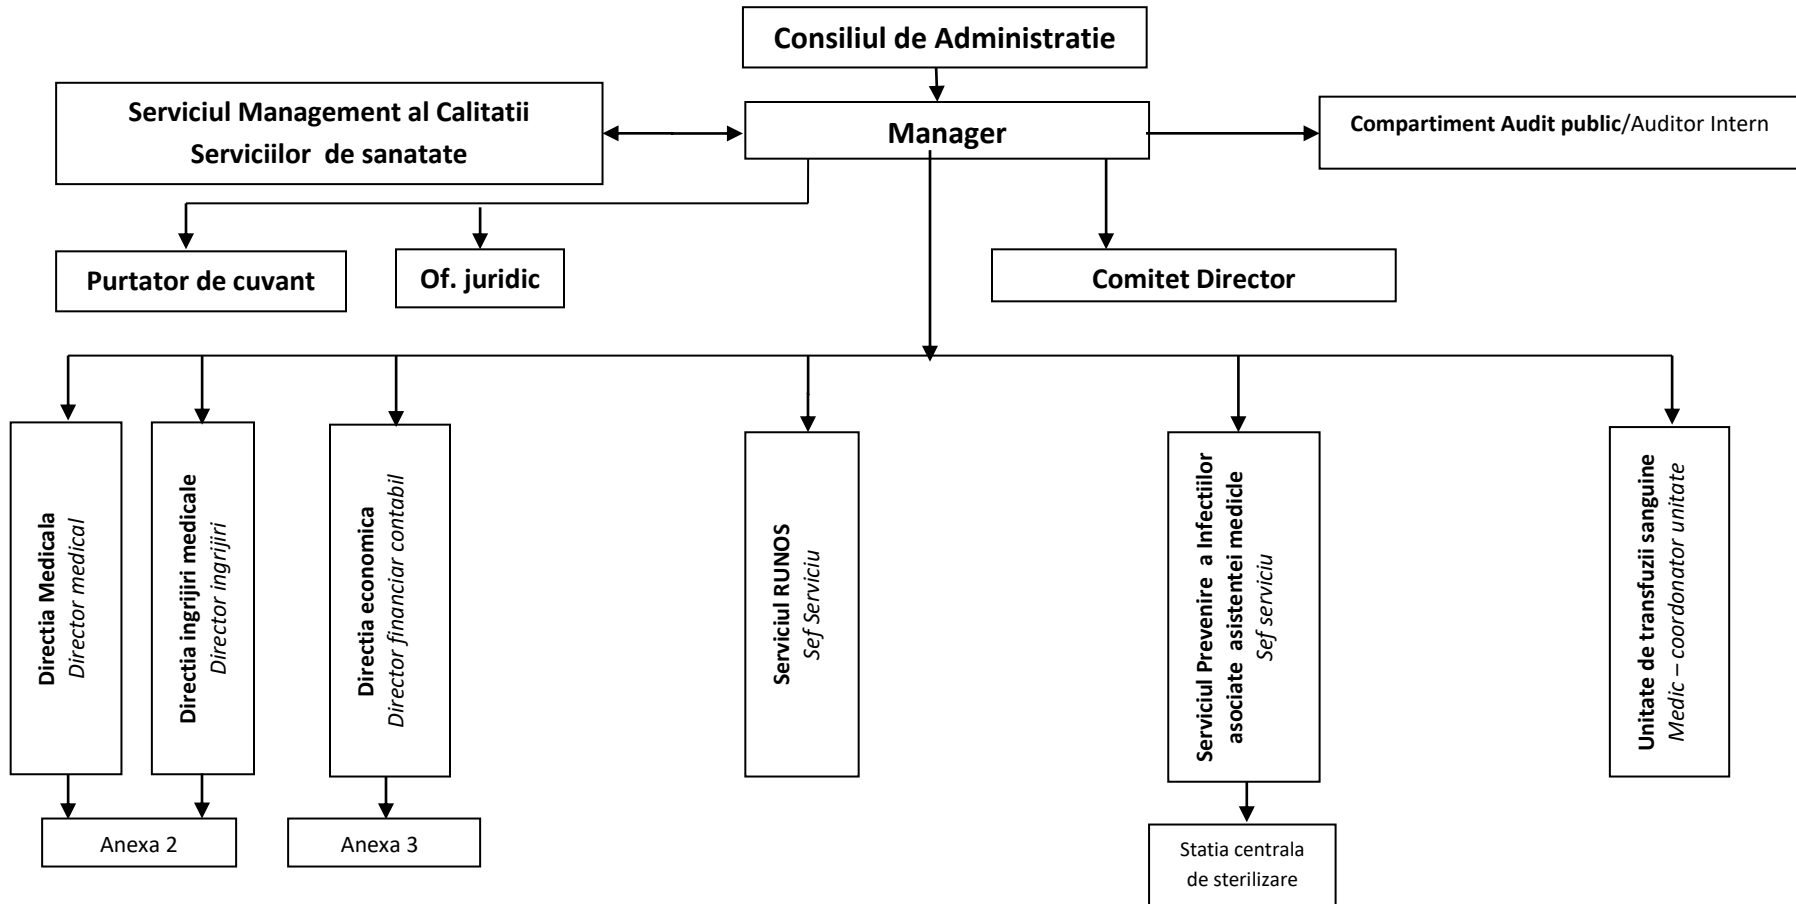 Consiliul de Administratie
Serviciul Management al Calitatii
Serviciilor de sanatate
Manager
Compartiment Audit public/Auditor Intern
Purtator de cuvant
Of. juridic
Comitet Director
Directia Medicala
Director medical
Directia ingrijiri medicale
Director ingrijiri
Directia economica
Director financiar contabil
Serviciul RUNOS
Sef Serviciu
Serviciul Prevenire a Infectiilor
asociate asistentei medicle
Sef serviciu
Unitate de transfuzii sanguine
Medic – coordonator unitate
Anexa 2
Anexa 3
Statia centrala
de sterilizare